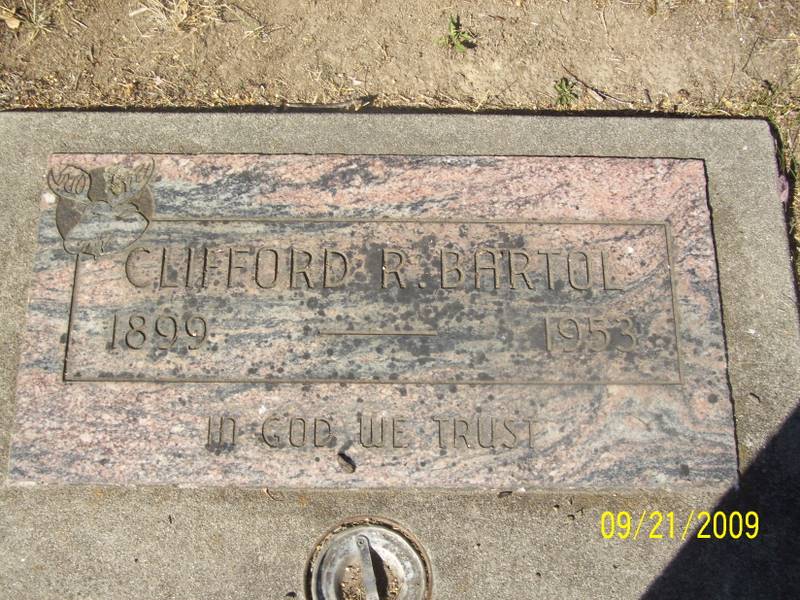 CLIFFORD R. BARTOL
1899 — 1953
IN GOD WE TRUST
09/21/2009